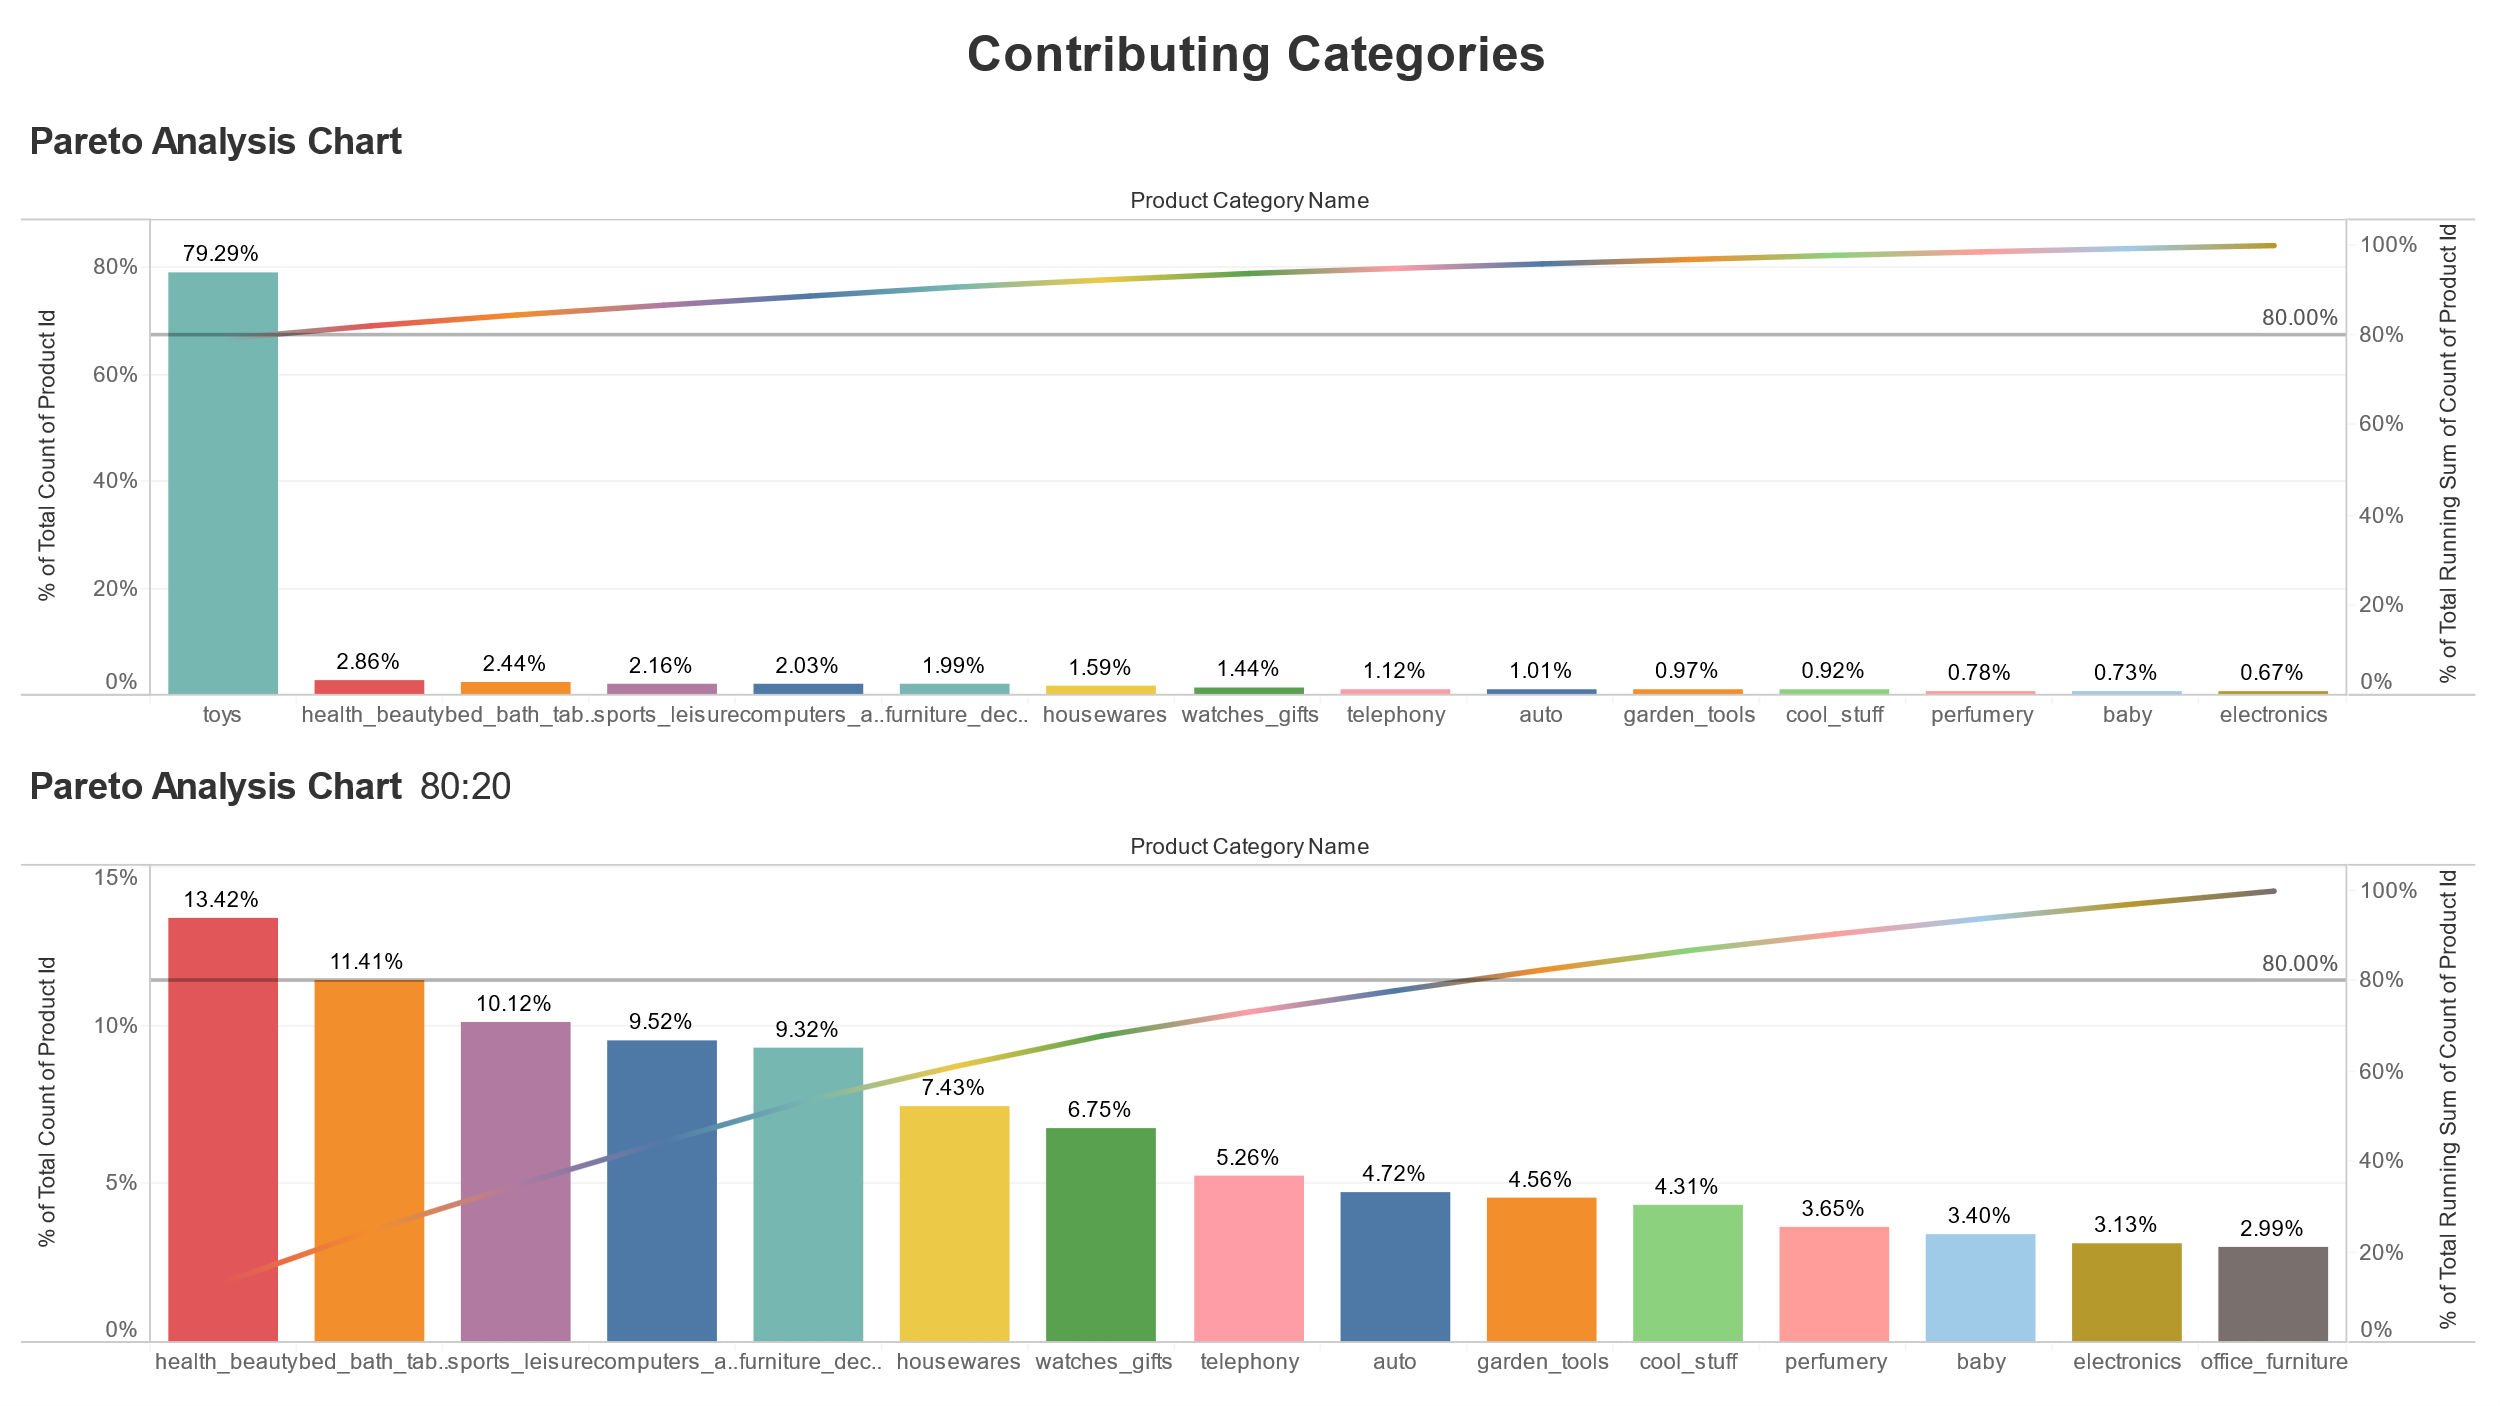 Contributing Categories
Pareto Analysis Chart
Product Category Name
% of Total Count of Product Id
80%
60%
40%
20%
0%
79.29%
2.86%
2.44%
2.16%
2.03%
1.99%
1.59%
1.44%
1.12%
1.01%
0.97%
0.92%
0.78%
0.73%
0.67%
80.00%
100%
80%
60%
40%
20%
0%
% of Total Running Sum of Count of Product Id
toys
health_beauty
bed_bath_tab..
sports_leisure
computers_a..
furniture_dec..
housewares
watches_gifts
telephony
auto
garden_tools
cool_stuff
perfumery
baby
electronics
Pareto Analysis Chart 80:20
Product Category Name
% of Total Count of Product Id
15%
10%
5%
0%
13.42%
11.41%
10.12%
9.52%
9.32%
7.43%
6.75%
5.26%
4.72%
4.56%
4.31%
3.65%
3.40%
3.13%
2.99%
80.00%
100%
80%
60%
40%
20%
0%
% of Total Running Sum of Count of Product Id
health_beauty
bed_bath_tab..
sports_leisure
computers_a..
furniture_dec..
housewares
watches_gifts
telephony
auto
garden_tools
cool_stuff
perfumery
baby
electronics
office_furniture